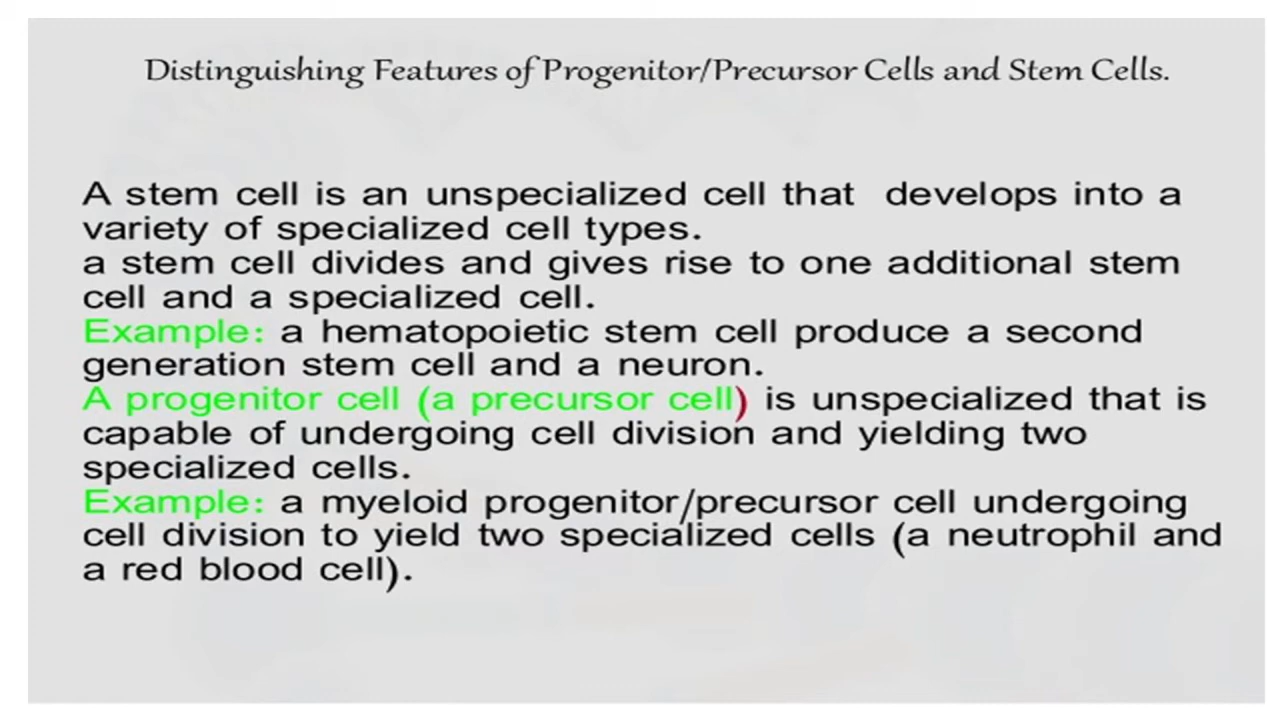 Distinguishing Features of Progenitor/Precursor Cells and Stem Cells.
A stem cell is an unspecialized cell that develops into a
variety of specialized cell types.
a stem cell divides and gives rise to one additional stem
cell and a specialized cell.
Example: a hematopoietic stem cell produce a second
generation stem cell and a neuron.
A progenitor cell (a precursor cell) is unspecialized that is
capable of undergoing cell division and yielding two
specialized cells.
Example: a myeloid progenitor/precursor cell undergoing
cell division to yield two specialized cells (a neutrophil and
a red blood cell).